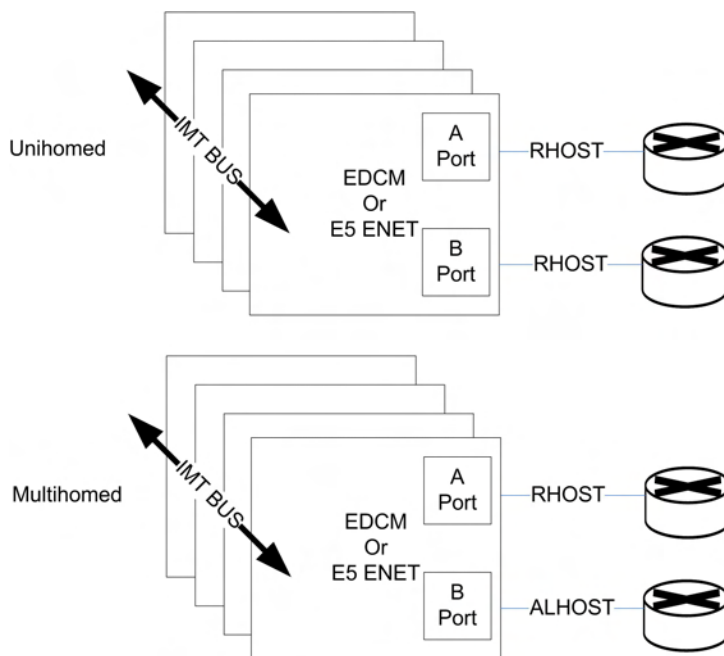 Unihomed
IMT BUS
EDCM
Or
E5 ENET
A
Port
RHOST
B
Port
RHOST
Multihomed
IMT BUS
EDCM
Or
E5 ENET
A
Port
RHOST
B
Port
ALHOST